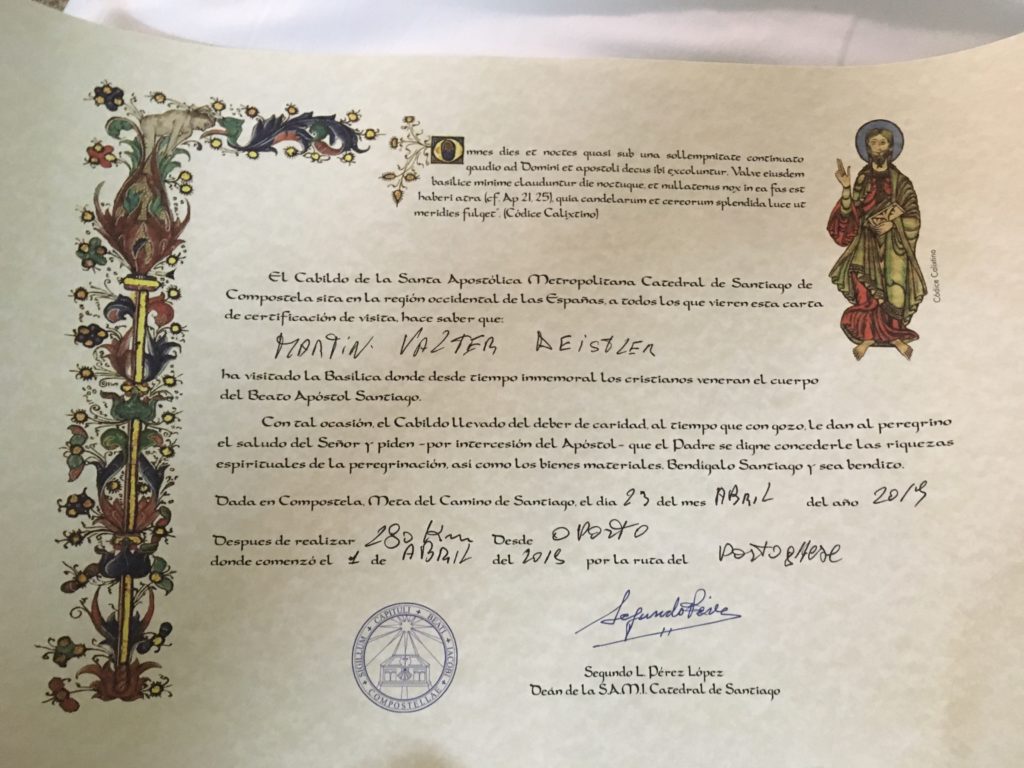 Omnes dies et noctes quasi sub una sollempnitate continuato
gaudio ad Domini et apostoli decus ibi excoluntur. Valve eiusdem
basilice minime clauduntur die noctuque, et nullatenus nox in ea fas est
haberi atra (cf. Ap 21, 25), quia candelarum et cereorum splendida luce ut
meridies fulget". (Códice Calixtino)
Códice Calixtino
El Cabildo de la Santa Apostólica Metropolitana Catedral de Santiago de
Compostela sita en la región occidental de las Españas, a todos los que vieren esta carta
de certificación de visita, hace saber que:
MARTIN VALTER DEISTLER
ha visitado la Basílica donde desde tiempo inmemoral los cristianos veneran el cuerpo
del Beato Apóstol Santiago.
Con tal ocasión, el Cabildo llevado del deber de caridad, al tiempo que con gozo, le dan al peregrino
el saludo del Señor y piden -por intercesión del Apóstol- que el Padre se digne concederle las riquezas
espirituales de la peregrinación, así como los bienes materiales. Bendígalo Santiago y sea bendito.
Dada en Compostela, Meta del Camino de Santiago, el día 23 del mes ABRIL del año 2019
Despues de realizar 280 Km Desde OPORTO
donde comenzó el 1 de ABRIL del 2019 por la ruta del PORTOGHESE
SIGILLUM CAPITULI BEATI JACOBI COMPOSTELLAE
Segundo Pérez
Segundo L. Pérez López
Deán de la S.A.M.I. Catedral de Santiago